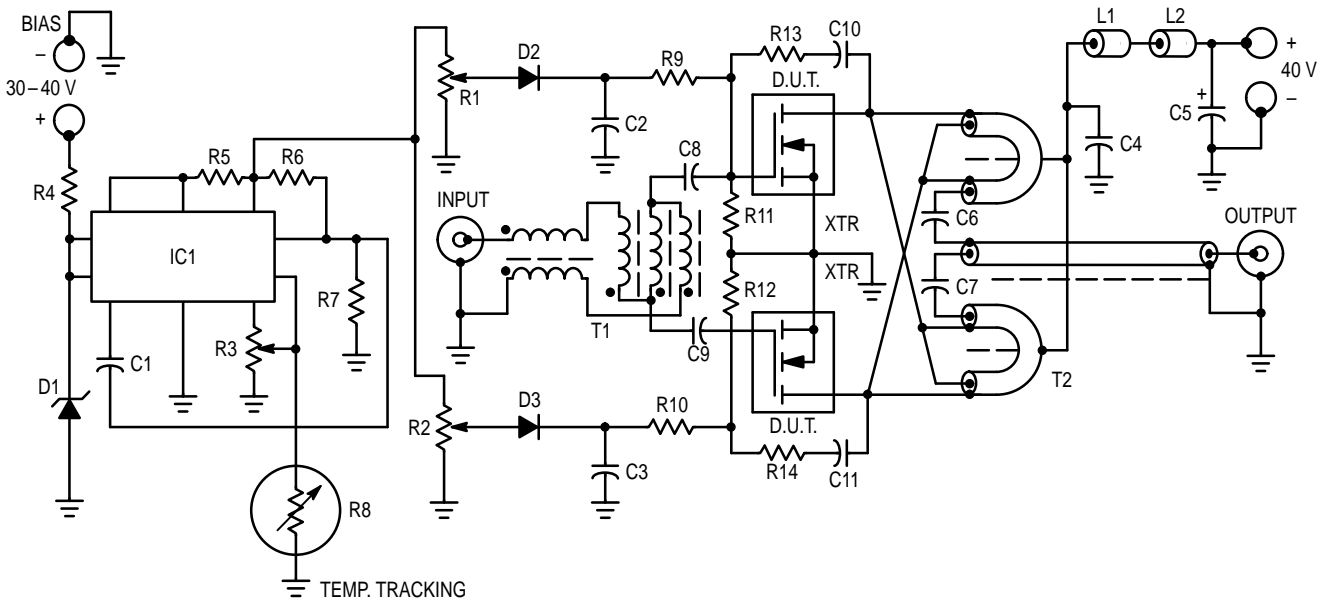 BIAS
–
30–40 V
+
R4
R5
R6
IC1
R7
R3
C1
D1
R8
TEMP. TRACKING
R1
D2
R9
C2
C8
INPUT
T1
C9
R2
D3
R10
C3
R13
C10
D.U.T.
R11
XTR
XTR
R12
D.U.T.
R14
C11
L1
L2
+
40 V
–
+
C5
C4
C6
C7
OUTPUT
T2